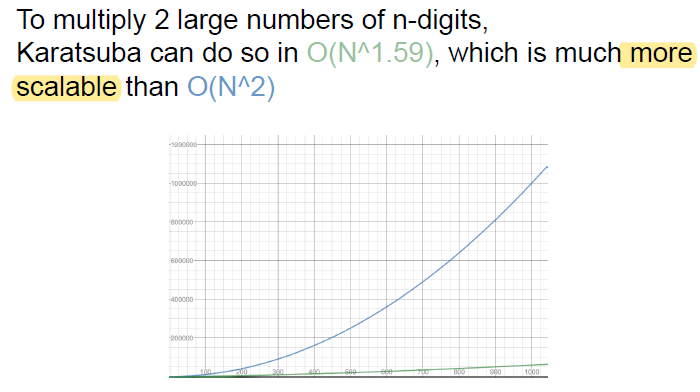 To multiply 2 large numbers of n-digits,
Karatsuba can do so in O(N^1.59), which is much more
scalable than O(N^2)
1200000
1000000
800000
600000
400000
200000
100 200 300 400 500 600 700 800 900 1000